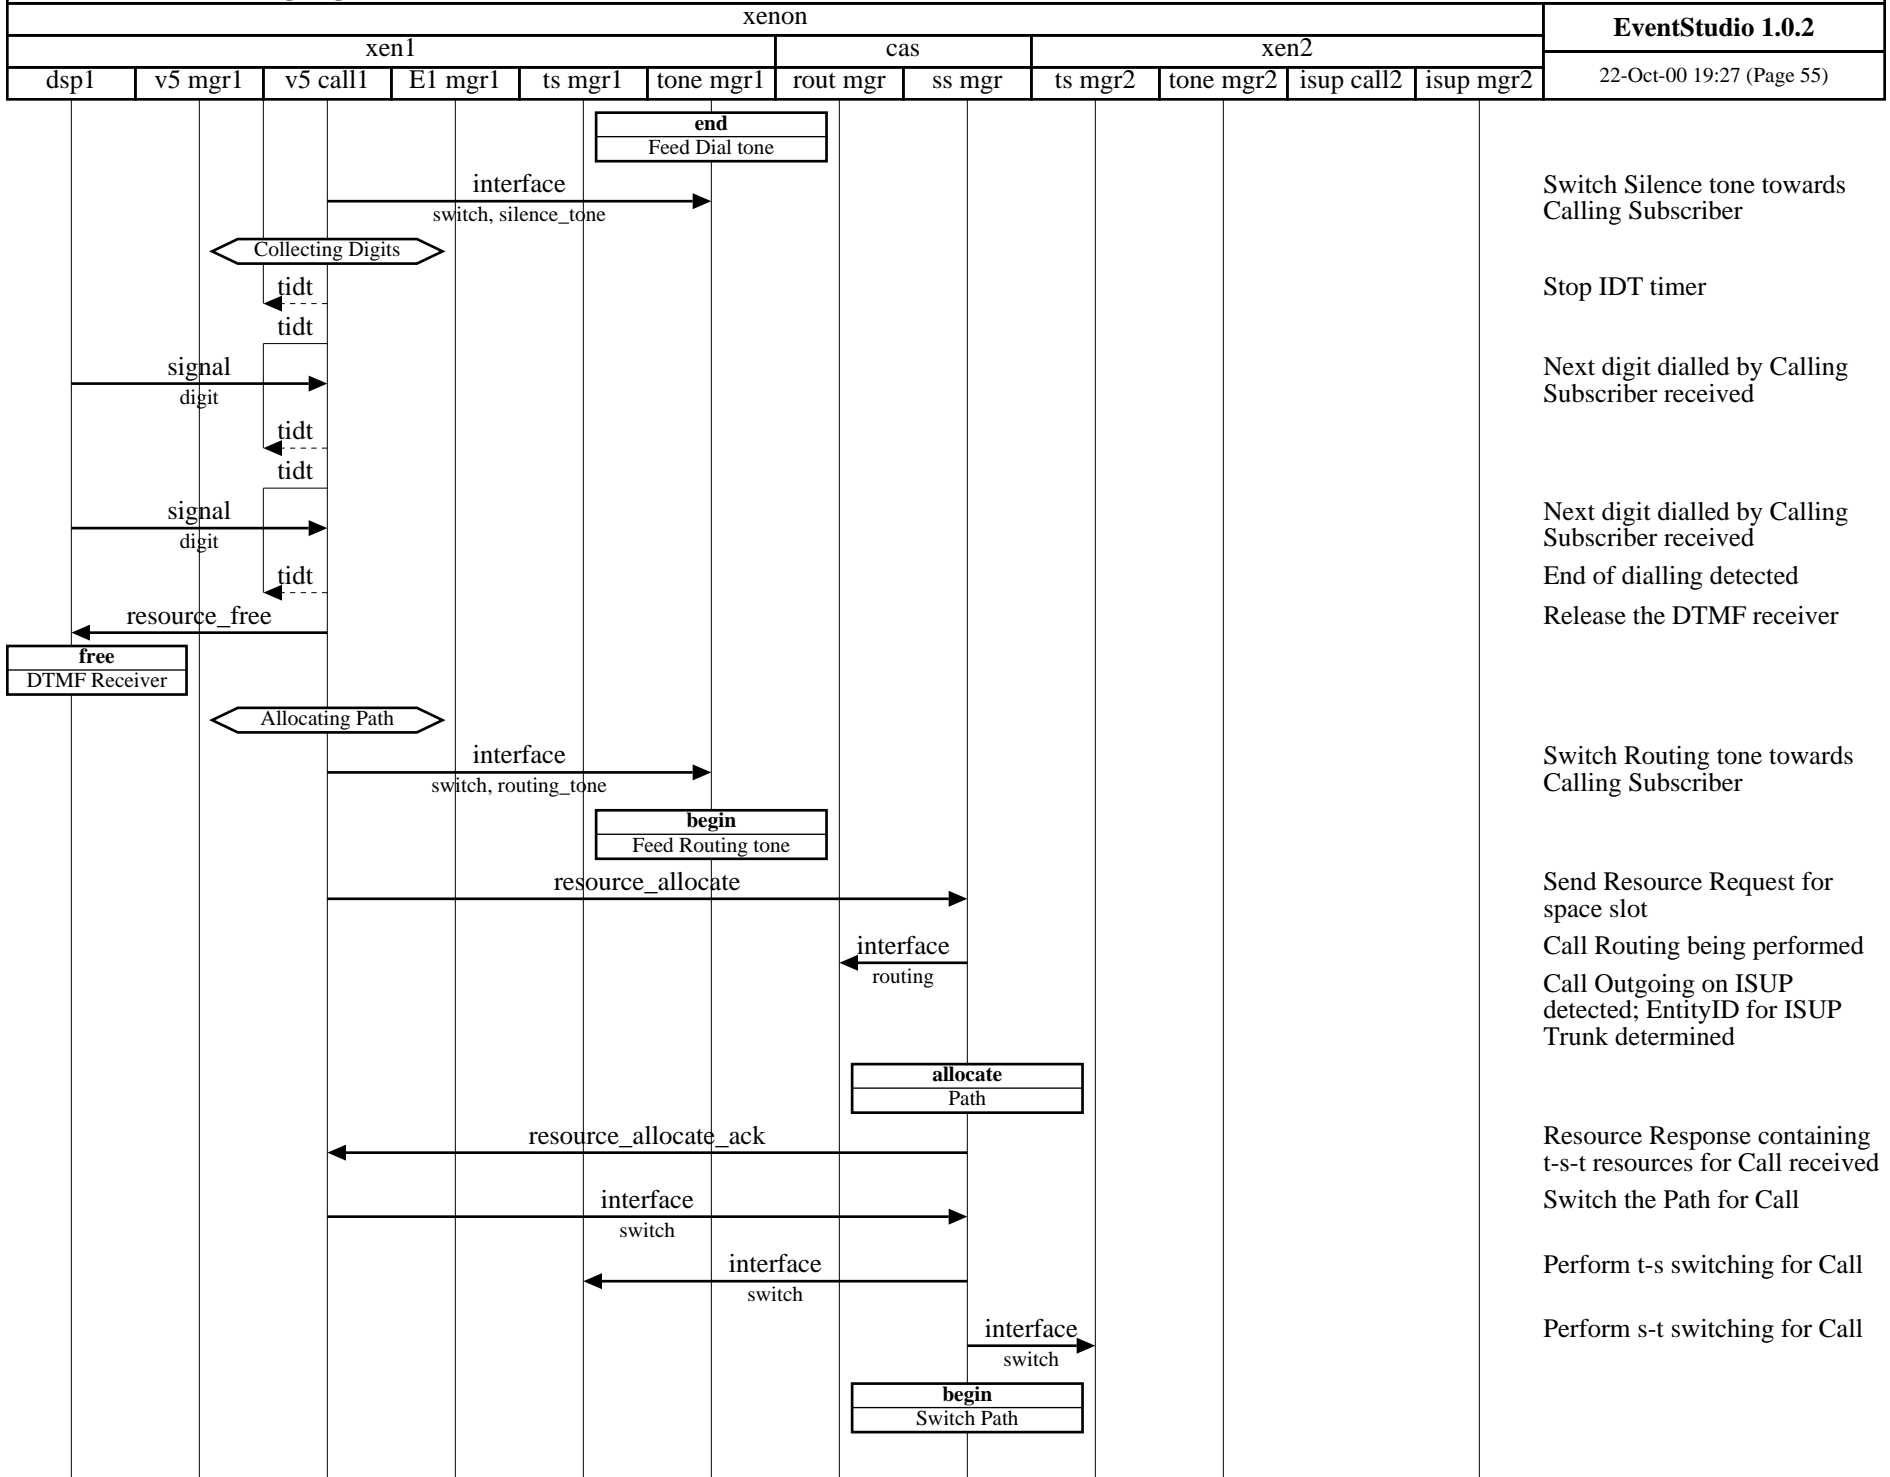 xenon
EventStudio 1.0.2
xen1 cas xen2
22-Oct-00 19:27 (Page 55)
dsp1 v5 mgr1 v5 call1 E1 mgr1 ts mgr1 tone mgr1 rout mgr ss mgr ts mgr2 tone mgr2 isup call2 isup mgr2
end
Feed Dial tone
interface
switch, silence_tone
Switch Silence tone towards
Calling Subscriber
Collecting Digits
tidt
Stop IDT timer
tidt
signal
digit
Next digit dialled by Calling
Subscriber received
tidt
tidt
signal
digit
Next digit dialled by Calling
Subscriber received
tidt
End of dialling detected
resource_free
Release the DTMF receiver
free
DTMF Receiver
Allocating Path
interface
switch, routing_tone
Switch Routing tone towards
Calling Subscriber
begin
Feed Routing tone
resource_allocate
Send Resource Request for
space slot
interface
routing
Call Routing being performed
Call Outgoing on ISUP
detected; EntityID for ISUP
Trunk determined
allocate
Path
resource_allocate_ack
Resource Response containing
t-s-t resources for Call received
interface
switch
Switch the Path for Call
interface
switch
Perform t-s switching for Call
interface
switch
Perform s-t switching for Call
begin
Switch Path